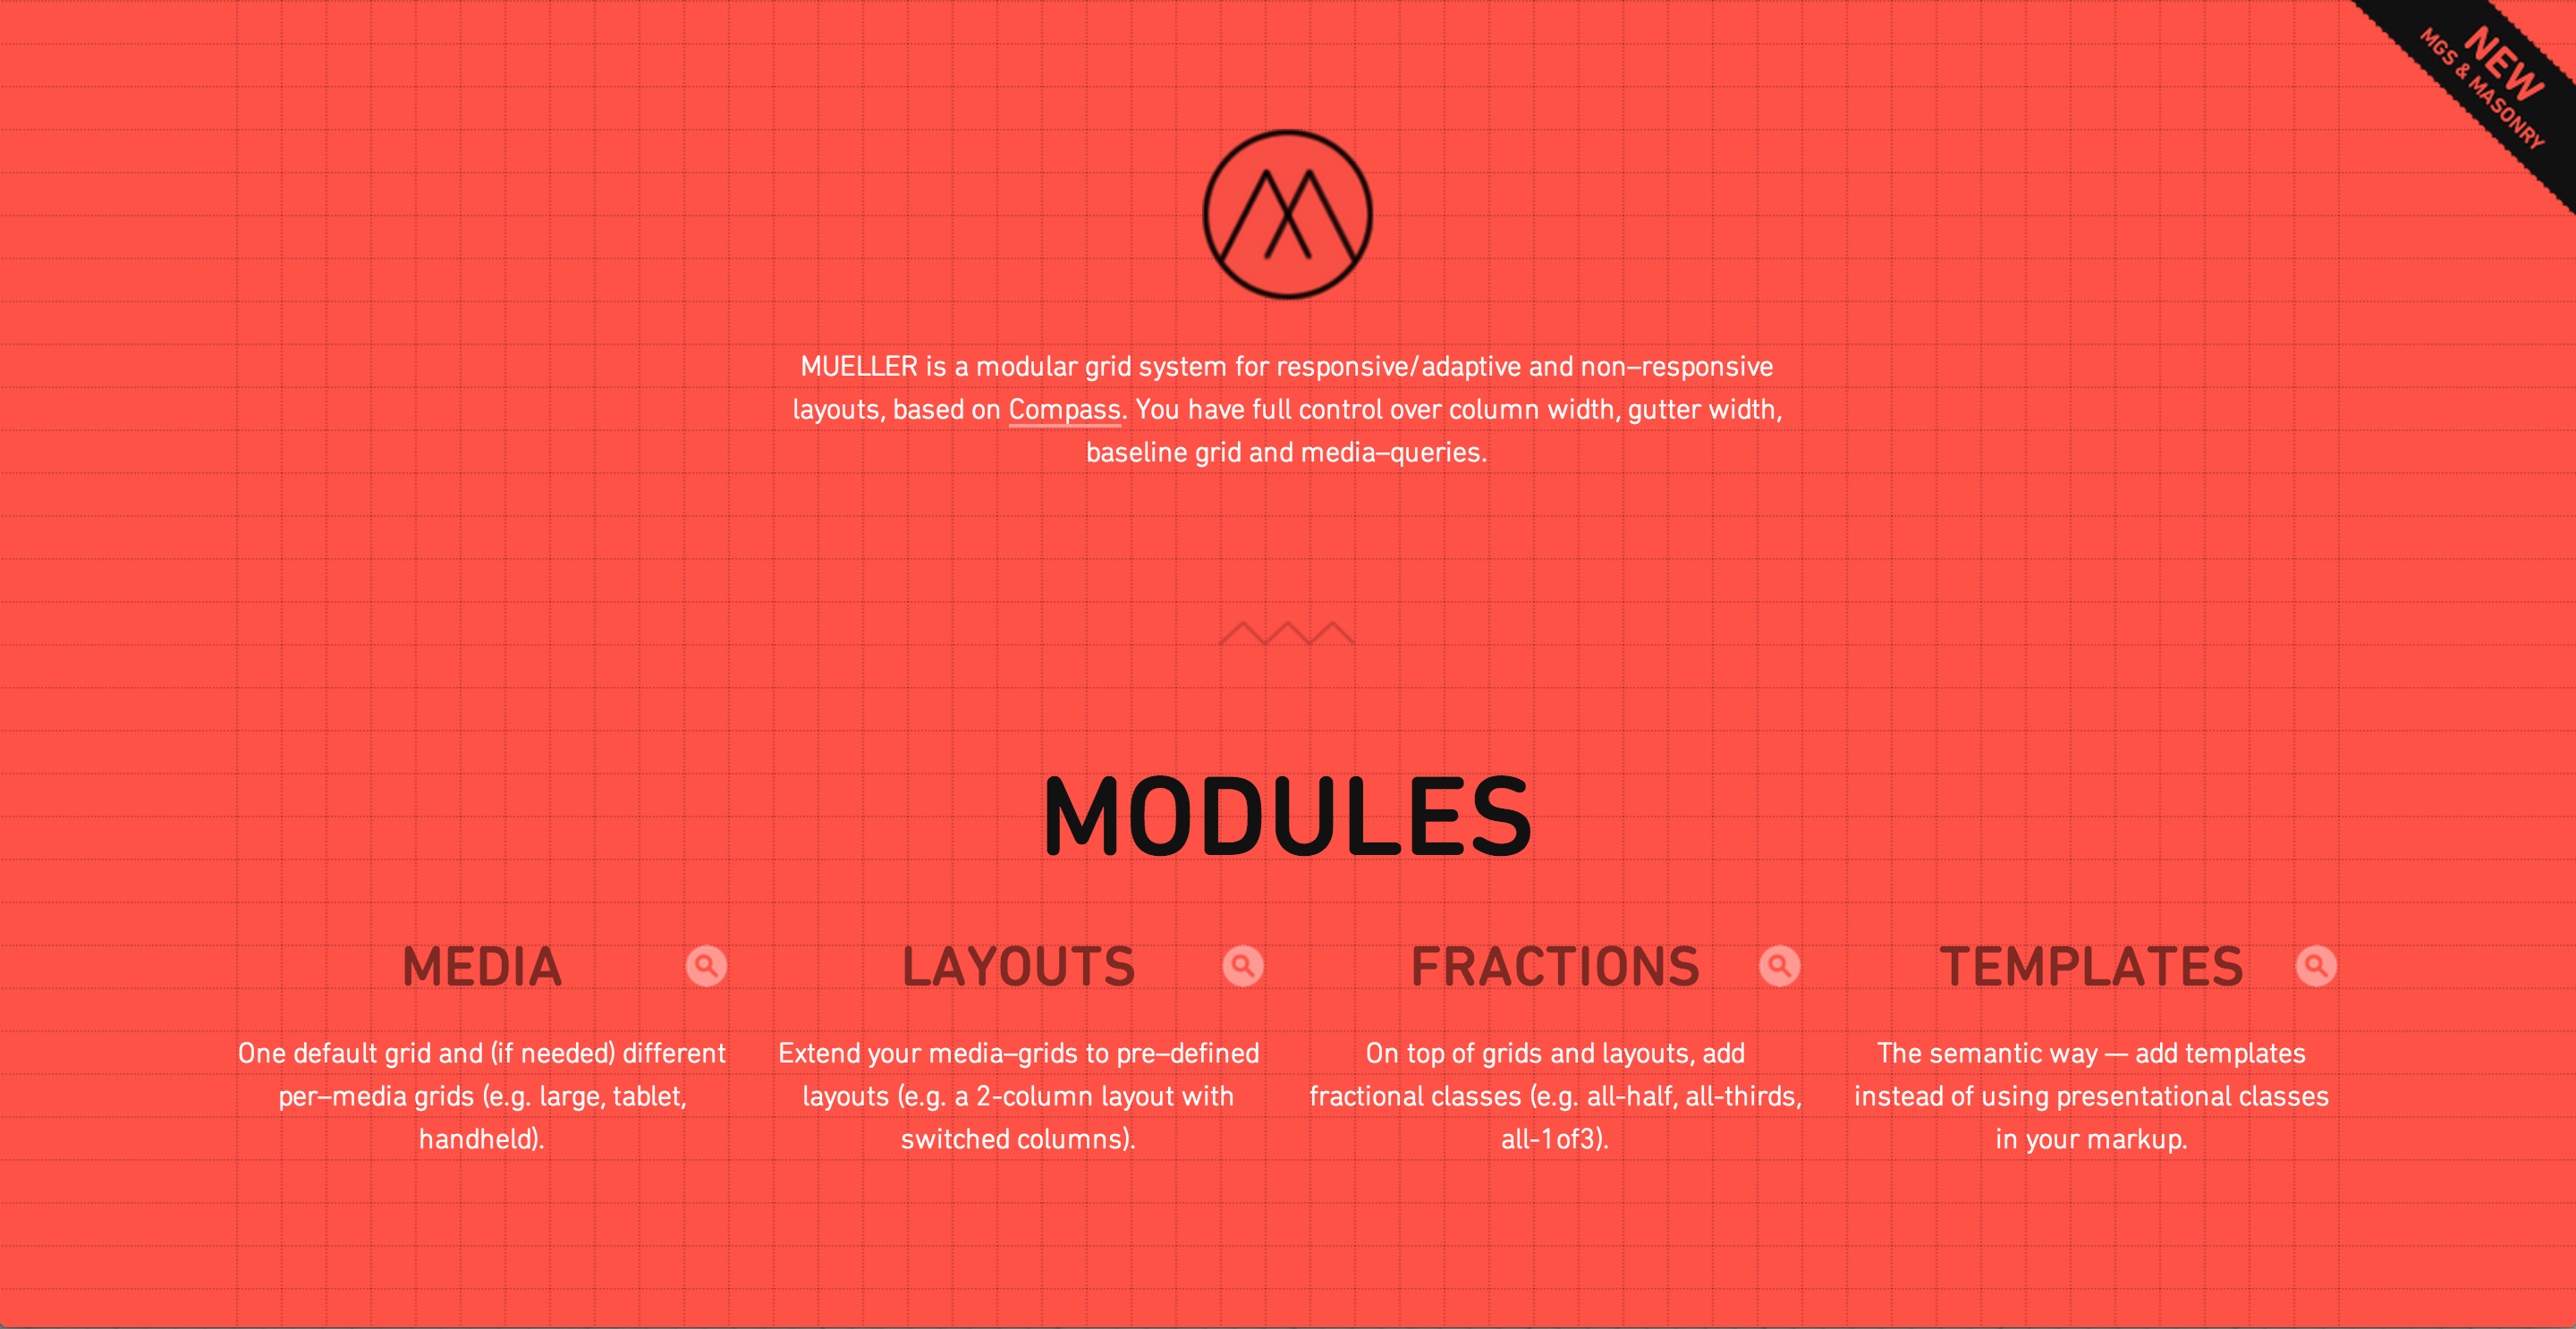 NEW
MGS & MASONRY
MUELLER is a modular grid system for responsive/adaptive and non–responsive
layouts, based on Compass. You have full control over column width, gutter width,
baseline grid and media–queries.
MODULES
MEDIA
One default grid and (if needed) different
per–media grids (e.g. large, tablet,
handheld).
LAYOUTS
Extend your media–grids to pre–defined
layouts (e.g. a 2-column layout with
switched columns).
FRACTIONS
On top of grids and layouts, add
fractional classes (e.g. all-half, all-thirds,
all-1of3).
TEMPLATES
The semantic way — add templates
instead of using presentational classes
in your markup.